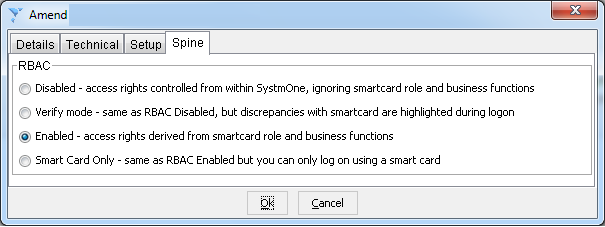 Amend
Details Technical Setup Spine
RBAC
Disabled - access rights controlled from within SystmOne, ignoring smartcard role and business functions
Verify mode - same as RBAC Disabled, but discrepancies with smartcard are highlighted during logon
Enabled - access rights derived from smartcard role and business functions
Smart Card Only - same as RBAC Enabled but you can only log on using a smart card
Ok Cancel